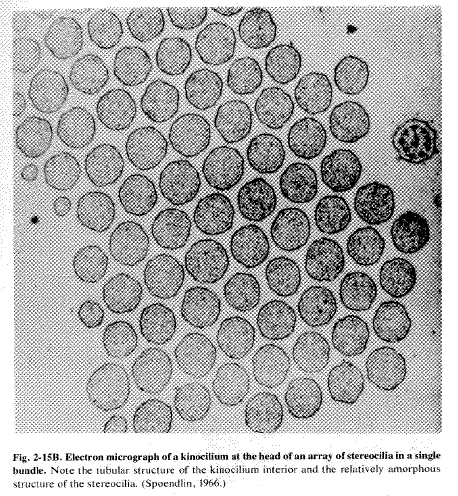 Fig. 2-15B. Electron micrograph of a kinocilium at the head of an array of stereocilia in a single
bundle. Note the tubular structure of the kinocilium interior and the relatively amorphous
structure of the stereocilia. (Spoendlin, 1966.)